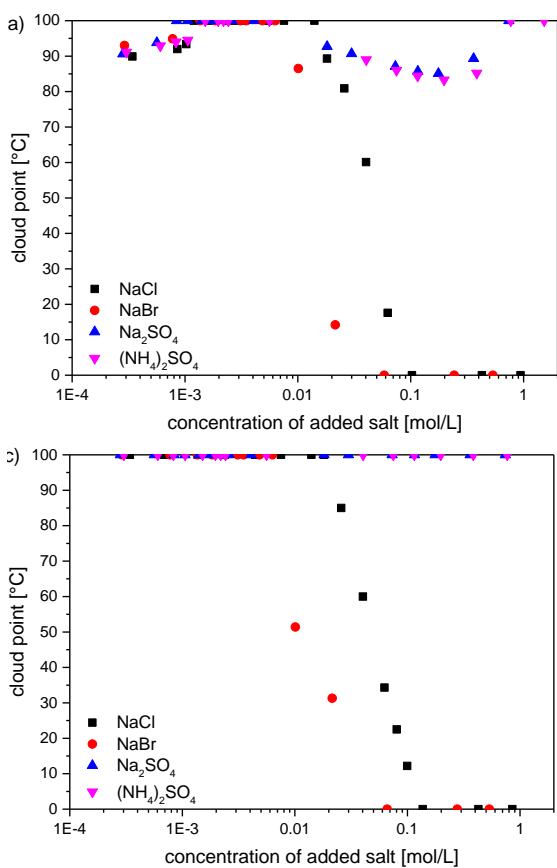 a)
100
90
80
70
60
50
40
30
20
10
0
cloud point [°C]
NaCl
NaBr
Na₂SO₄
(NH₄)₂SO₄
1E-4 1E-3 0.01 0.1 1
concentration of added salt [mol/L]
c)
100
90
80
70
60
50
40
30
20
10
0
cloud point [°C]
NaCl
NaBr
Na₂SO₄
(NH₄)₂SO₄
1E-4 1E-3 0.01 0.1 1
concentration of added salt [mol/L]